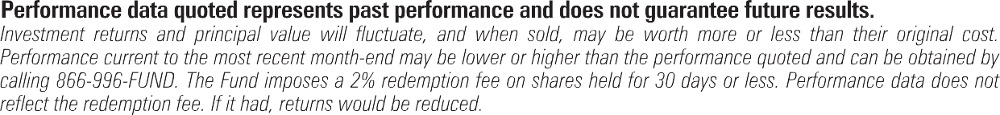 Performance data quoted represents past performance and does not guarantee future results.
Investment returns and principal value will fluctuate, and when sold, may be worth more or less than their original cost.
Performance current to the most recent month-end may be lower or higher than the performance quoted and can be obtained by
calling 866-996-FUND. The Fund imposes a 2% redemption fee on shares held for 30 days or less. Performance data does not
reflect the redemption fee. If it had, returns would be reduced.